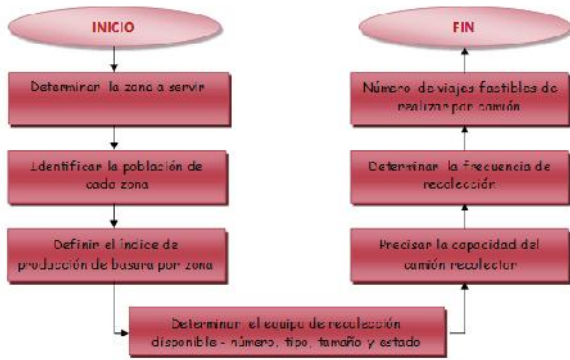 INICIO
Determinar la zona a servir
Identificar la población de
cada zona
Definir el índice de
producción de basura por zona
Determinar el equipo de recolección
disponible - número, tipo, tamaño y estado
Precisar la capacidad del
camión recolector
Determinar la frecuencia de
recolección
Número de viajes factibles de
realizar por camión
FIN